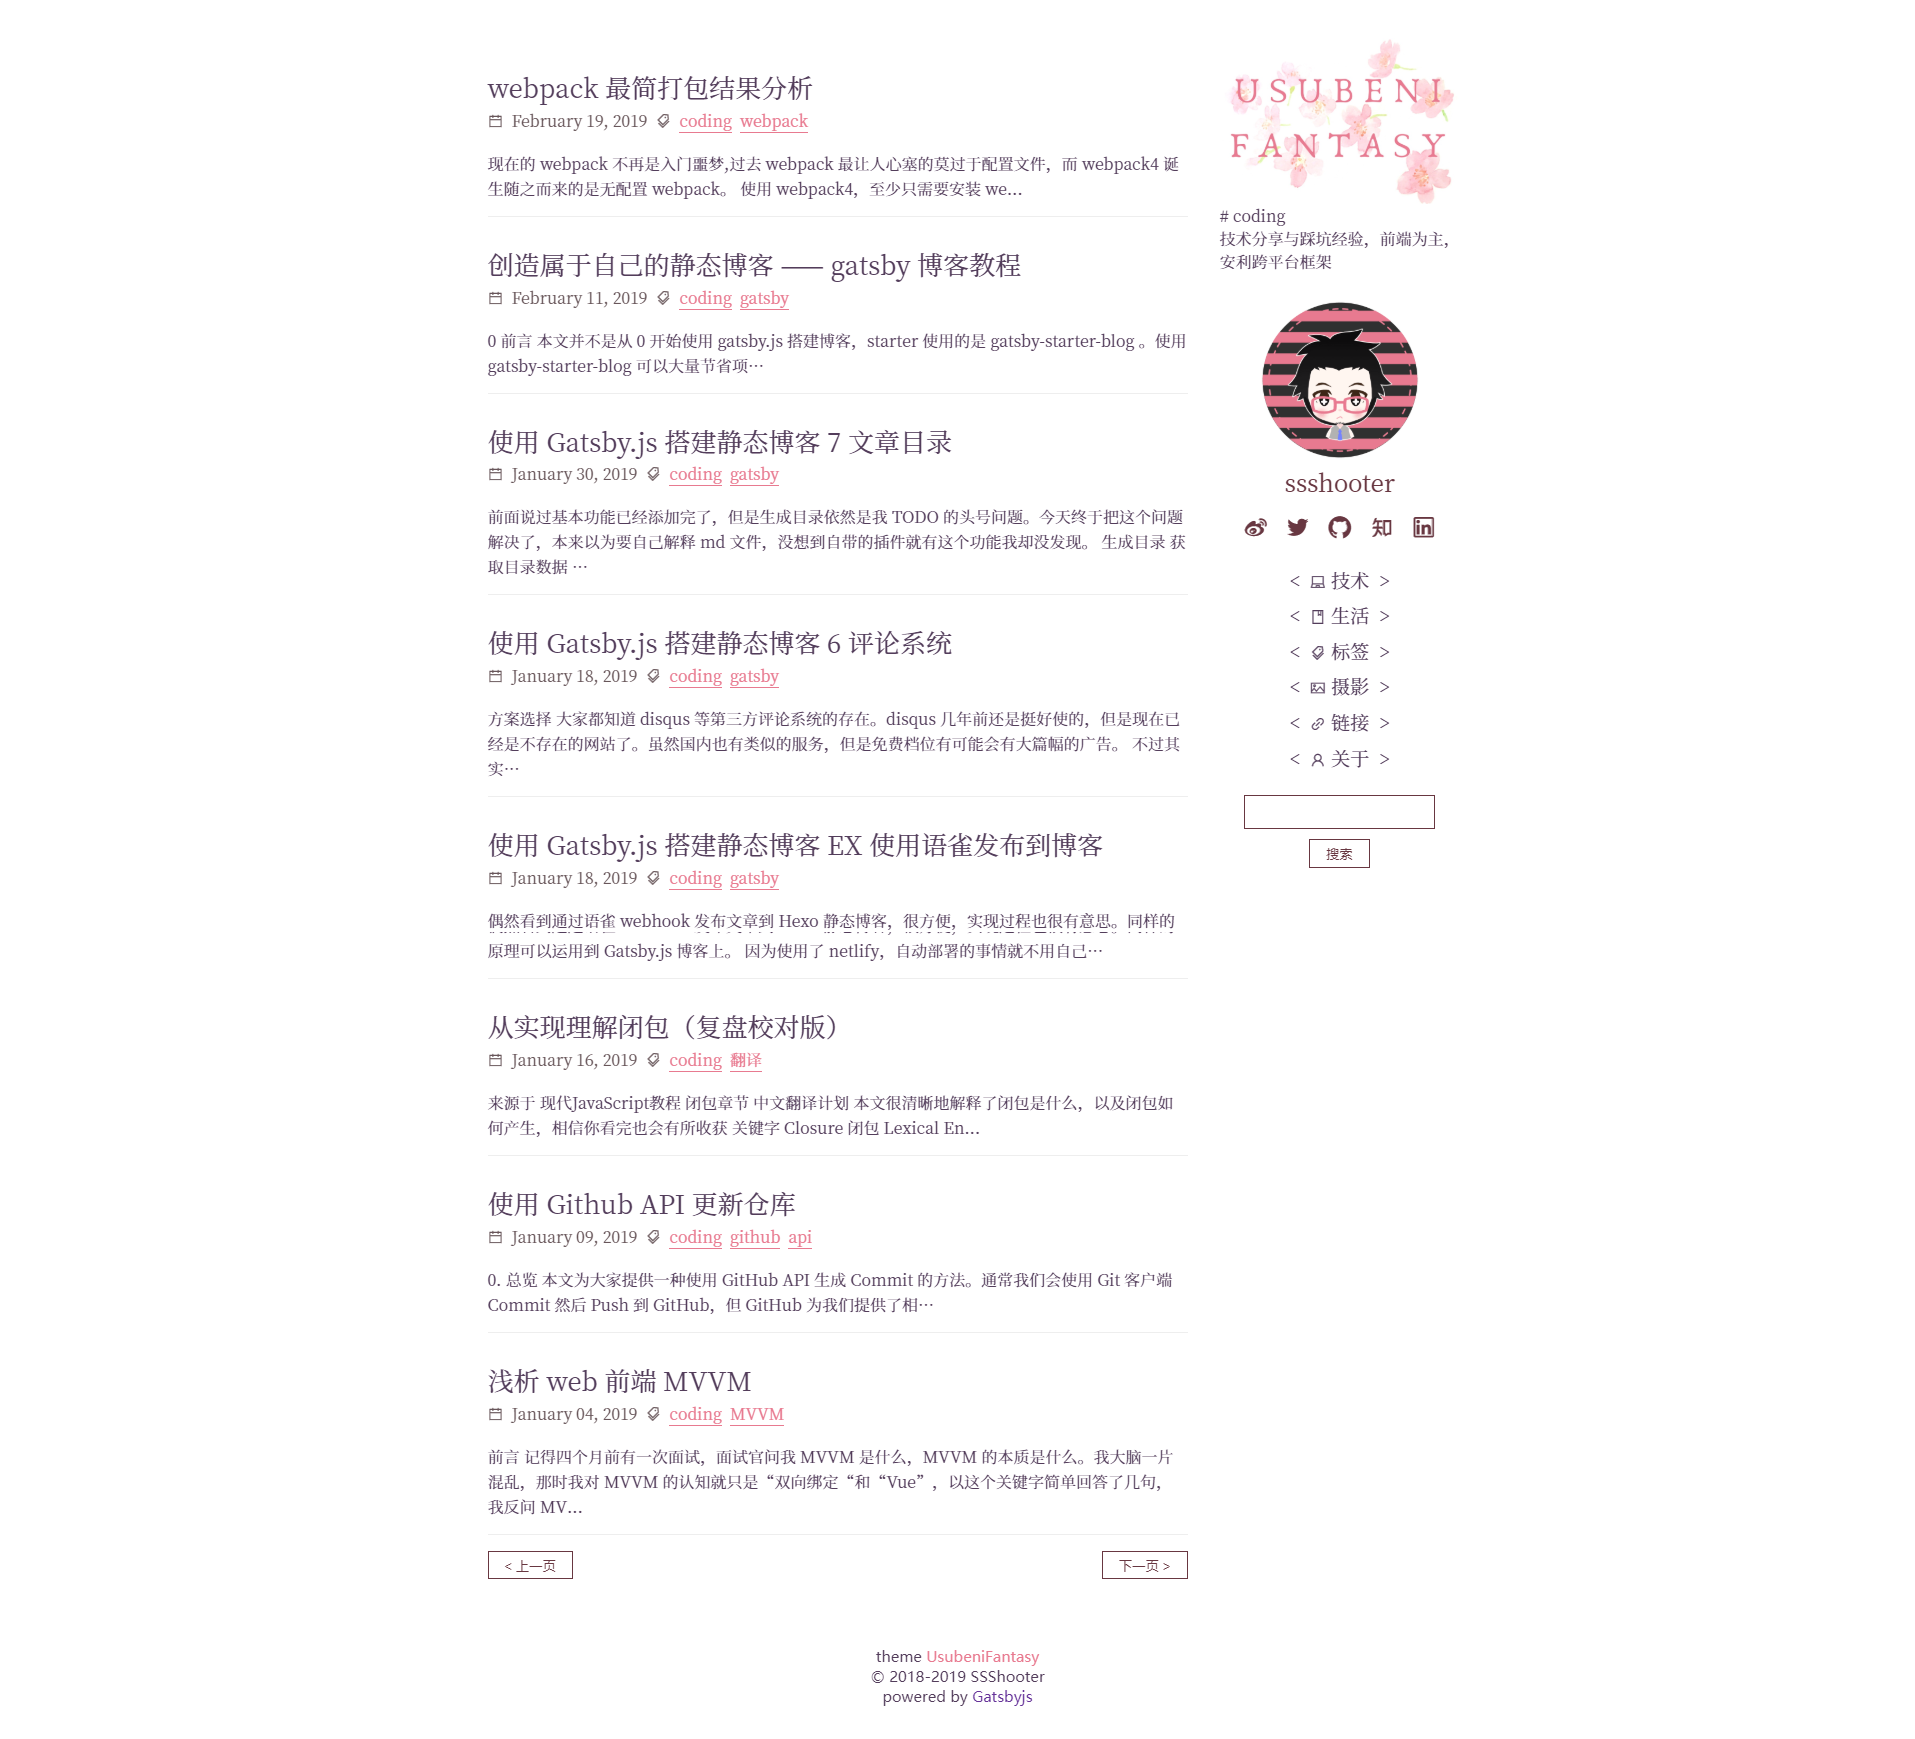 webpack 最简打包结果分析
February 19, 2019 coding webpack
现在的 webpack 不再是入门噩梦,过去 webpack 最让人心塞的莫过于配置文件，而 webpack4 诞
生随之而来的是无配置 webpack。 使用 webpack4，至少只需要安装 we…
创造属于自己的静态博客 —— gatsby 博客教程
February 11, 2019 coding gatsby
0 前言 本文并不是从 0 开始使用 gatsby.js 搭建博客，starter 使用的是 gatsby-starter-blog 。使用
gatsby-starter-blog 可以大量节省项…
使用 Gatsby.js 搭建静态博客 7 文章目录
January 30, 2019 coding gatsby
前面说过基本功能已经添加完了，但是生成目录依然是我 TODO 的头号问题。今天终于把这个问题
解决了，本来以为要自己解释 md 文件，没想到自带的插件就有这个功能我却没发现。 生成目录 获
取目录数据 …
使用 Gatsby.js 搭建静态博客 6 评论系统
January 18, 2019 coding gatsby
方案选择 大家都知道 disqus 等第三方评论系统的存在。disqus 几年前还是挺好使的，但是现在已
经是不存在的网站了。虽然国内也有类似的服务，但是免费档位有可能会有大篇幅的广告。 不过其
实…
使用 Gatsby.js 搭建静态博客 EX 使用语雀发布到博客
January 18, 2019 coding gatsby
偶然看到通过语雀 webhook 发布文章到 Hexo 静态博客，很方便，实现过程也很有意思。同样的
原理可以运用到 Gatsby.js 博客上。 因为使用了 netlify，自动部署的事情就不用自己…
从实现理解闭包（复盘校对版）
January 16, 2019 coding 翻译
来源于 现代JavaScript教程 闭包章节 中文翻译计划 本文很清晰地解释了闭包是什么，以及闭包如
何产生，相信你看完也会有所收获 关键字 Closure 闭包 Lexical En…
使用 Github API 更新仓库
January 09, 2019 coding github api
0. 总览 本文为大家提供一种使用 GitHub API 生成 Commit 的方法。通常我们会使用 Git 客户端
Commit 然后 Push 到 GitHub，但 GitHub 为我们提供了相…
浅析 web 前端 MVVM
January 04, 2019 coding MVVM
前言 记得四个月前有一次面试，面试官问我 MVVM 是什么，MVVM 的本质是什么。我大脑一片
混乱，那时我对 MVVM 的认知就只是“双向绑定“和“Vue”，以这个关键字简单回答了几句，
我反问 MV…
< 上一页
下一页 >
USUBENI
FANTASY
# coding
技术分享与踩坑经验，前端为主，
安利跨平台框架
ssshooter
知 in
< 技术 >
< 生活 >
< 标签 >
< 摄影 >
< 链接 >
< 关于 >
搜索
theme UsubeniFantasy
© 2018-2019 SSShooter
powered by Gatsbyjs